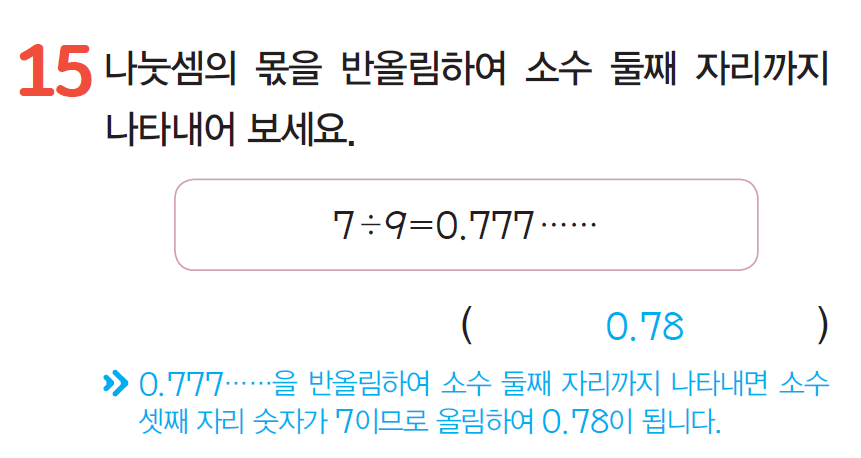 15 나눗셈의 몫을 반올림하여 소수 둘째 자리까지
나타내어 보세요.
7÷9=0.777……
( 0.78 )
» 0.777……을 반올림하여 소수 둘째 자리까지 나타내면 소수
셋째 자리 숫자가 7이므로 올림하여 0.78이 됩니다.